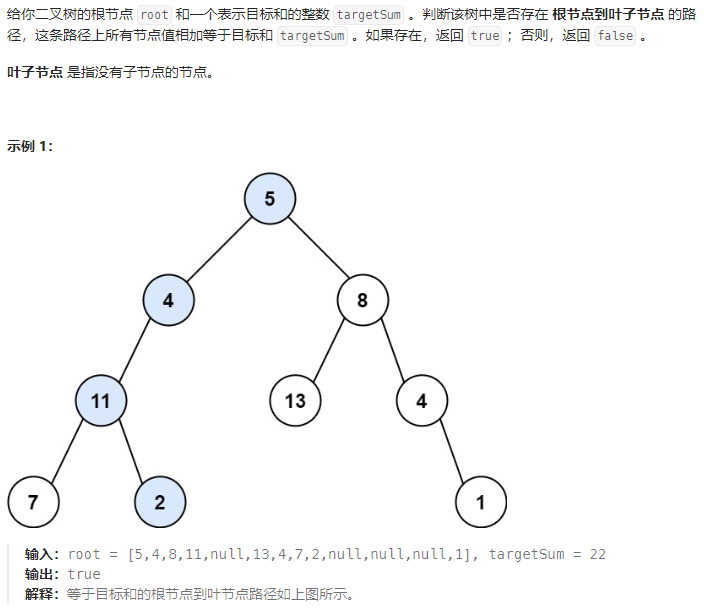 给你二叉树的根节点 root 和一个表示目标和的整数 targetSum 。判断该树中是否存在 根节点到叶子节点 的路
径，这条路径上所有节点值相加等于目标和 targetSum 。如果存在，返回 true ；否则，返回 false 。
叶子节点 是指没有子节点的节点。
示例 1：
5
4 8
11 13 4
7 2 1
输入：root = [5,4,8,11,null,13,4,7,2,null,null,null,1], targetSum = 22
输出：true
解释：等于目标和的根节点到叶节点路径如上图所示。